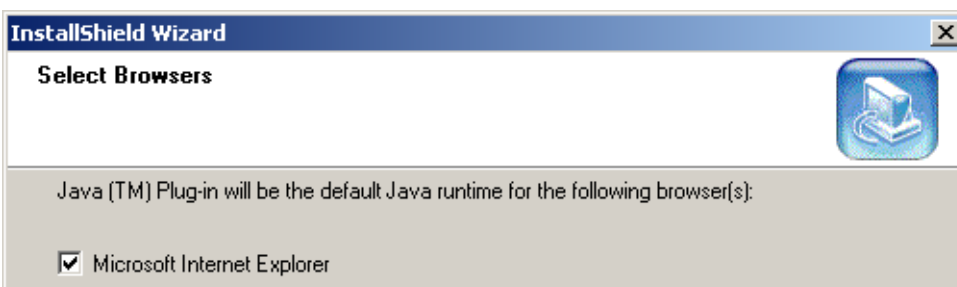 InstallShield Wizard
Select Browsers
Java (TM) Plug-in will be the default Java runtime for the following browser(s):
Microsoft Internet Explorer